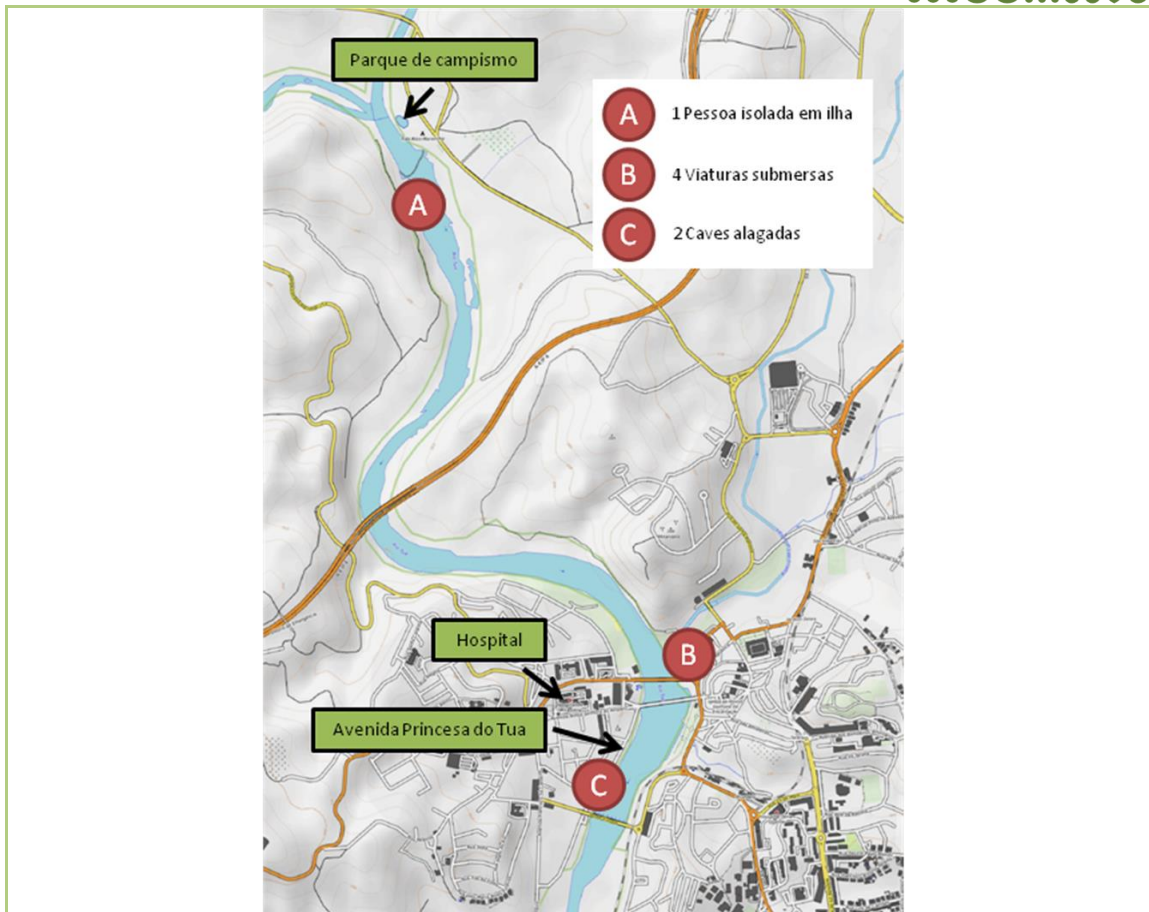 Parque de campismo
A
1 Pessoa isolada em ilha
B
4 Viaturas submersas
C
2 Caves alagadas
A
Hospital
B
Avenida Princesa do Tua
C